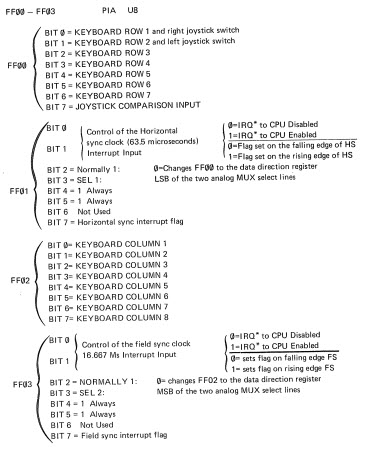 FF00 – FF03 PIA U8
BIT 0 = KEYBOARD ROW 1 and right joystick switch
BIT 1 = KEYBOARD ROW 2 and left joystick switch
BIT 2 = KEYBOARD ROW 3
BIT 3 = KEYBOARD ROW 4
BIT 4 = KEYBOARD ROW 5
BIT 5 = KEYBOARD ROW 6
BIT 6 = KEYBOARD ROW 7
BIT 7 = JOYSTICK COMPARISON INPUT
FF00
BIT 0
BIT 1
Control of the Horizontal
sync clock (63.5 microseconds)
Interrupt Input
0=IRQ* to CPU Disabled
1=IRQ* to CPU Enabled
0=Flag set on the falling edge of HS
1=Flag set on the rising edge of HS
BIT 2 = Normally 1: 0=Changes FF00 to the data direction register
BIT 3 = SEL 1: LSB of the two analog MUX select lines
BIT 4 = 1 Always
BIT 5 = 1 Always
BIT 6 Not Used
BIT 7 = Horizontal sync interrupt flag
FF01
BIT 0= KEYBOARD COLUMN 1
BIT 1= KEYBOARD COLUMN 2
BIT 2= KEYBOARD COLUMN 3
BIT 3= KEYBOARD COLUMN 4
BIT 4= KEYBOARD COLUMN 5
BIT 5= KEYBOARD COLUMN 6
BIT 6= KEYBOARD COLUMN 7
BIT 7= KEYBOARD COLUMN 8
FF02
BIT 0
BIT 1
Control of the field sync clock
16.667 Ms Interrupt Input
0=IRQ* to CPU Disabled
1=IRQ* to CPU Enabled
0= sets flag on falling edge FS
1= sets flag on rising edge FS
BIT 2 = NORMALLY 1: 0= changes FF02 to the data direction register
BIT 3 = SEL 2: MSB of the two analog MUX select lines
BIT 4 = 1 Always
BIT 5 = 1 Always
BIT 6 Not Used
BIT 7 = Field sync interrupt flag
FF03